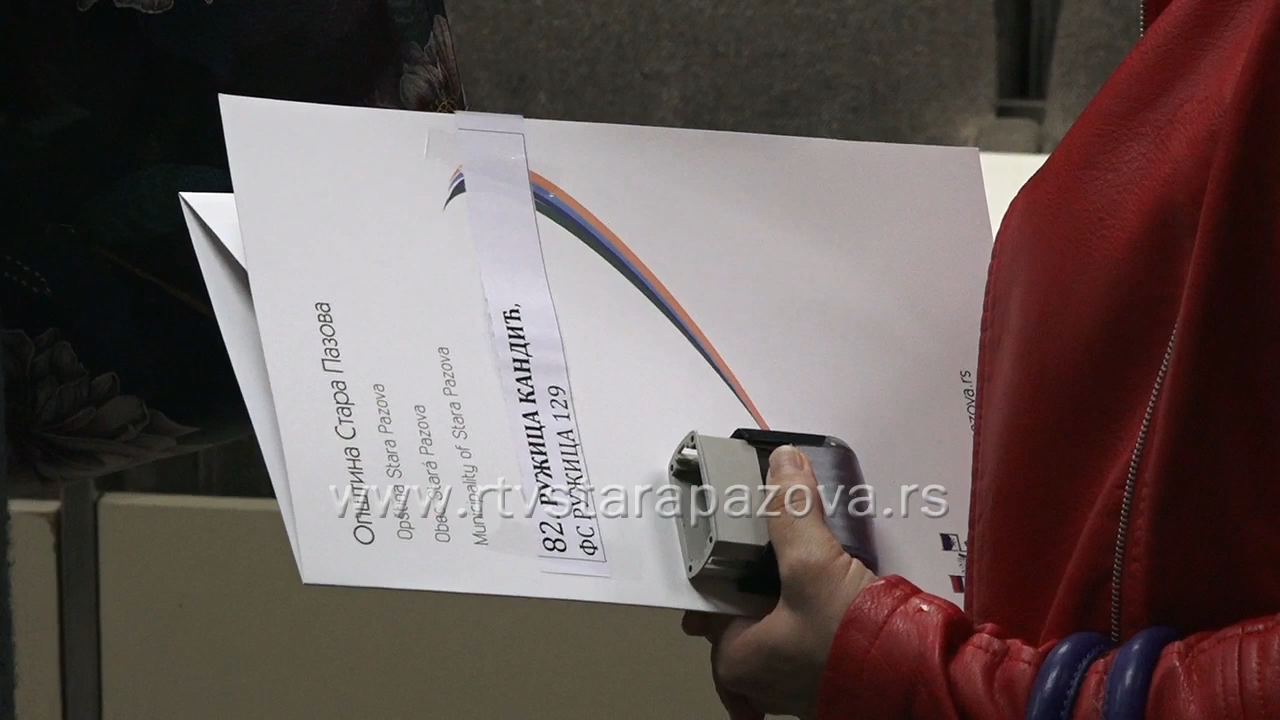 Општина Стара Пазова
Opština Stara Pazova
Obec Stará Pazova
Municipality of Stara Pazova
82. РУЖИЦА КАНДИЋ,
ФС РУЖИЦА 129
www.rtvstarapazova.rs